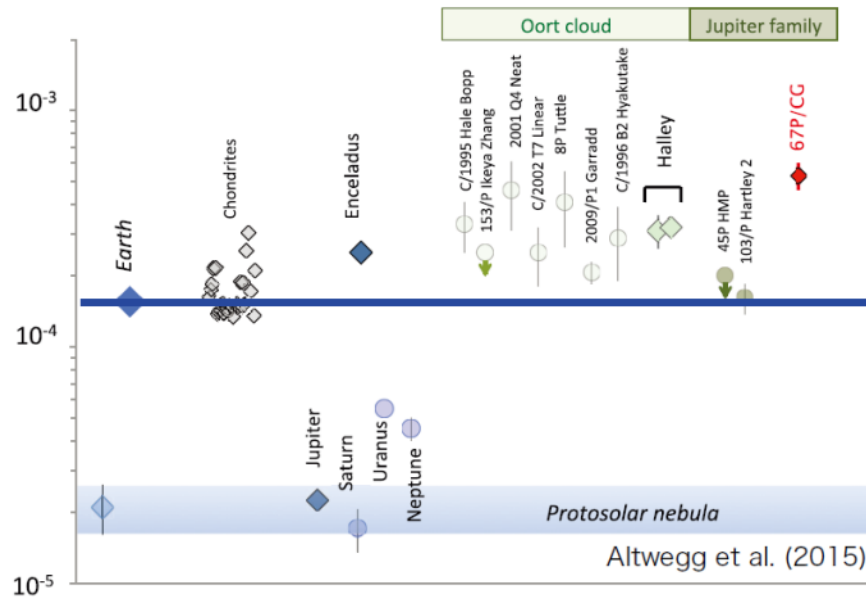 Oort cloud
Jupiter family
10-3
10-4
10-5
Earth
Chondrites
Enceladus
C/1995 Hale Bopp
153/P Ikeya Zhang
2001 Q4 Neat
C/2002 T7 Linear
8P Tuttle
2009/P1 Garradd
C/1996 B2 Hyakutake
Halley
45P HMP
103/P Hartley 2
67P/CG
Jupiter
Saturn
Uranus
Neptune
Protosolar nebula
Altwegg et al. (2015)